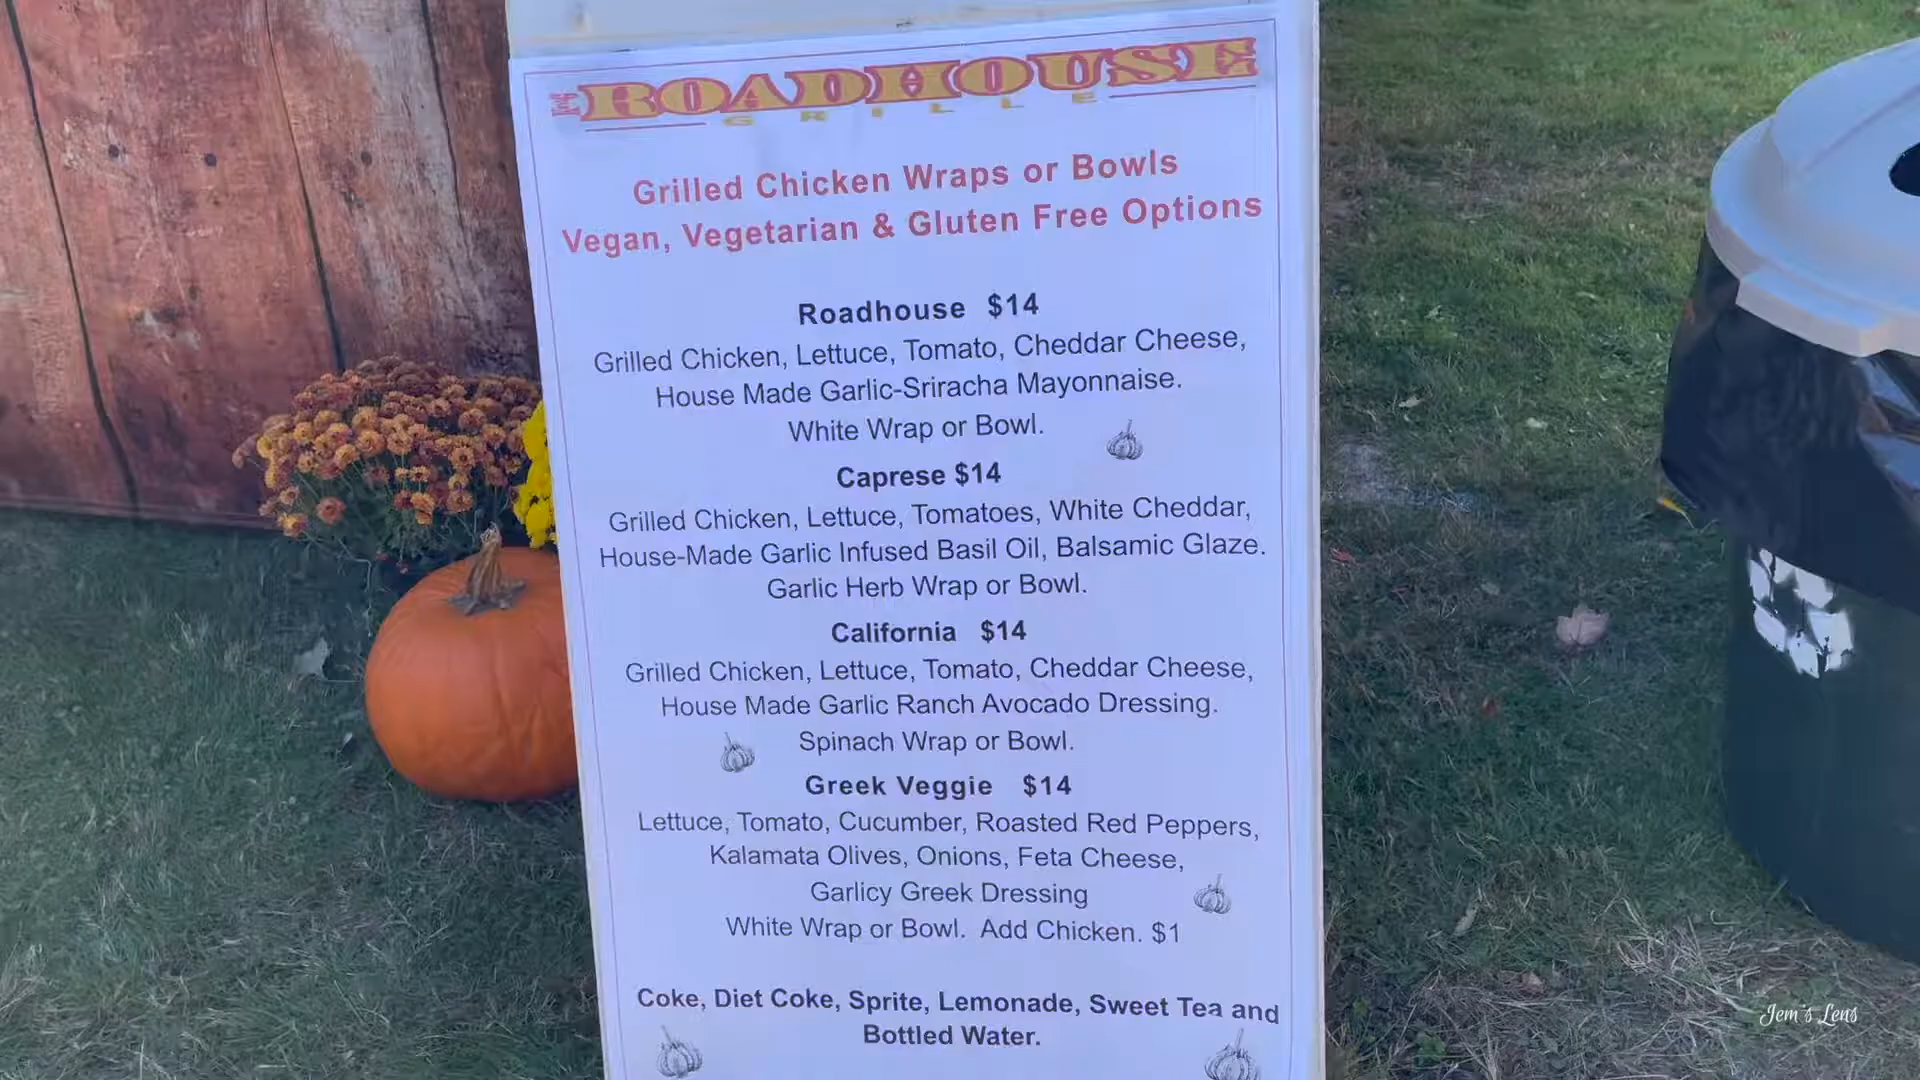 THE ROADHOUSE
GRILLE
Grilled Chicken Wraps or Bowls
Vegan, Vegetarian & Gluten Free Options
Roadhouse $14
Grilled Chicken, Lettuce, Tomato, Cheddar Cheese,
House Made Garlic-Sriracha Mayonnaise.
White Wrap or Bowl.
Caprese $14
Grilled Chicken, Lettuce, Tomatoes, White Cheddar,
House-Made Garlic Infused Basil Oil, Balsamic Glaze.
Garlic Herb Wrap or Bowl.
California $14
Grilled Chicken, Lettuce, Tomato, Cheddar Cheese,
House Made Garlic Ranch Avocado Dressing.
Spinach Wrap or Bowl.
Greek Veggie $14
Lettuce, Tomato, Cucumber, Roasted Red Peppers,
Kalamata Olives, Onions, Feta Cheese,
Garlicy Greek Dressing
White Wrap or Bowl. Add Chicken. $1
Coke, Diet Coke, Sprite, Lemonade, Sweet Tea and
Bottled Water.
Jem's Lens